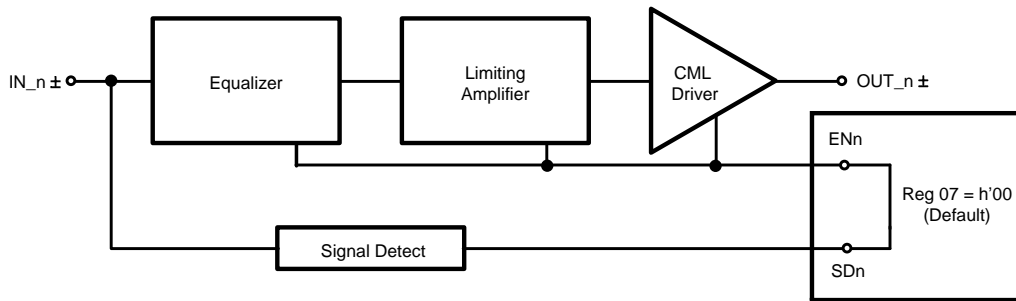 IN_n ±
Equalizer
Limiting
Amplifier
CML
Driver
OUT_n ±
ENn
Reg 07 = h'00
(Default)
Signal Detect
SDn